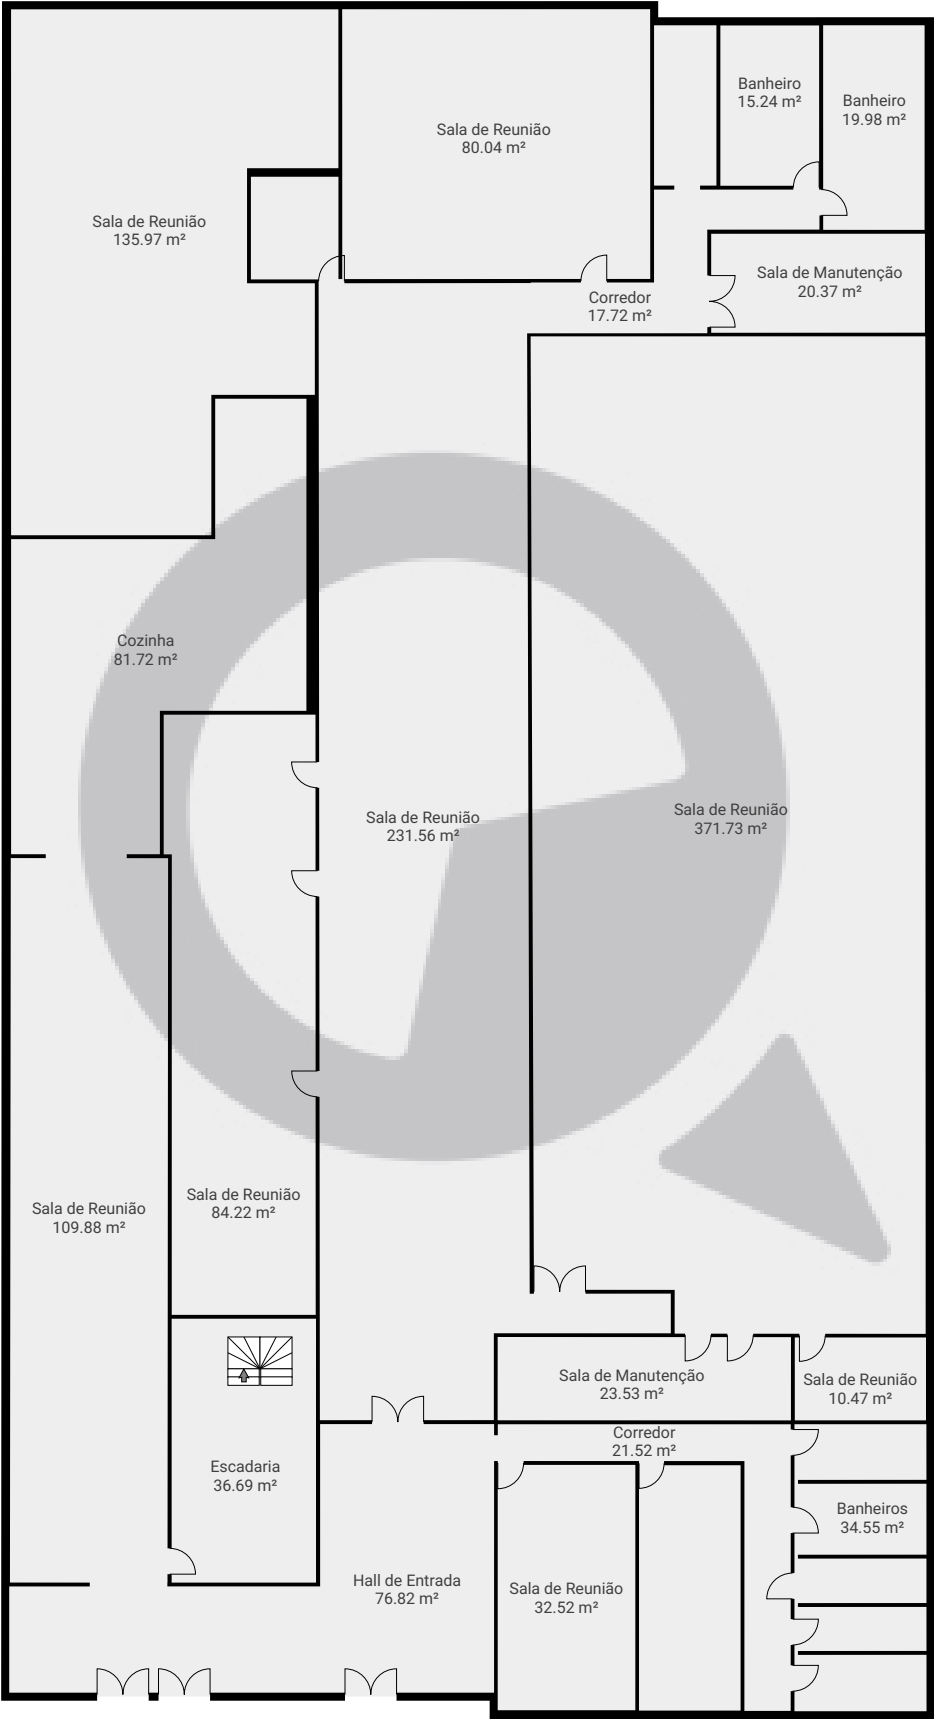 Banheiro
15.24 m²
Banheiro
19.98 m²
Sala de Reunião
80.04 m²
Sala de Reunião
135.97 m²
Sala de Manutenção
20.37 m²
Corredor
17.72 m²
Cozinha
81.72 m²
Sala de Reunião
231.56 m²
Sala de Reunião
371.73 m²
Sala de Reunião
109.88 m²
Sala de Reunião
84.22 m²
Sala de Manutenção
23.53 m²
Sala de Reunião
10.47 m²
Corredor
21.52 m²
Escadaria
36.69 m²
Banheiros
34.55 m²
Hall de Entrada
76.82 m²
Sala de Reunião
32.52 m²